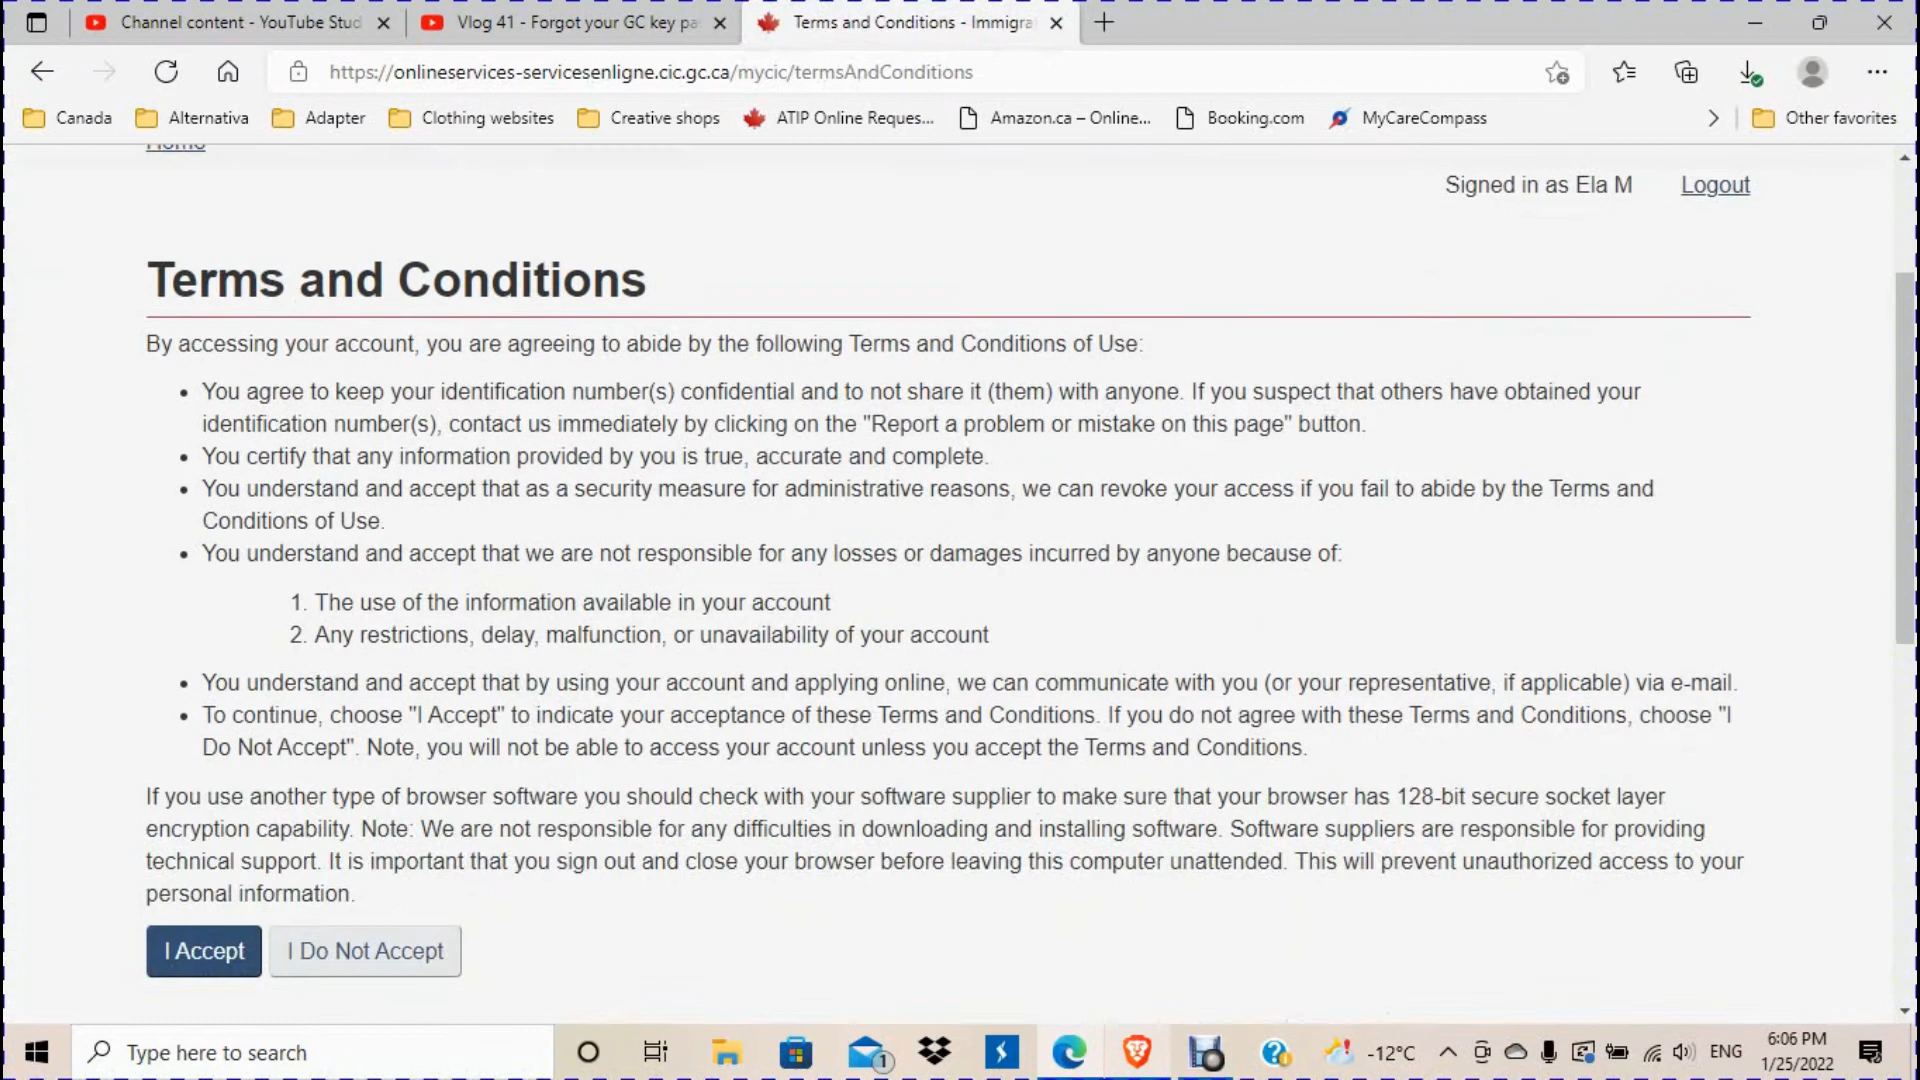 Channel content - YouTube Stud
Vlog 41 - Forgot your GC key pa
Terms and Conditions - Immigra
https://onlineservices-servicesenligne.cic.gc.ca/mycic/termsAndConditions
Canada
Alternativa
Adapter
Clothing websites
Creative shops
ATIP Online Reques...
Amazon.ca – Online...
Booking.com
MyCareCompass
Other favorites
Home
Signed in as Ela M
Logout
Terms and Conditions
By accessing your account, you are agreeing to abide by the following Terms and Conditions of Use:
• You agree to keep your identification number(s) confidential and to not share it (them) with anyone. If you suspect that others have obtained your
identification number(s), contact us immediately by clicking on the "Report a problem or mistake on this page" button.
• You certify that any information provided by you is true, accurate and complete.
• You understand and accept that as a security measure for administrative reasons, we can revoke your access if you fail to abide by the Terms and
Conditions of Use.
• You understand and accept that we are not responsible for any losses or damages incurred by anyone because of:
1. The use of the information available in your account
2. Any restrictions, delay, malfunction, or unavailability of your account
• You understand and accept that by using your account and applying online, we can communicate with you (or your representative, if applicable) via e-mail.
• To continue, choose "I Accept" to indicate your acceptance of these Terms and Conditions. If you do not agree with these Terms and Conditions, choose "I
Do Not Accept". Note, you will not be able to access your account unless you accept the Terms and Conditions.
If you use another type of browser software you should check with your software supplier to make sure that your browser has 128-bit secure socket layer
encryption capability. Note: We are not responsible for any difficulties in downloading and installing software. Software suppliers are responsible for providing
technical support. It is important that you sign out and close your browser before leaving this computer unattended. This will prevent unauthorized access to your
personal information.
I Accept
I Do Not Accept
Type here to search
1
-12°C
ENG
6:06 PM
1/25/2022